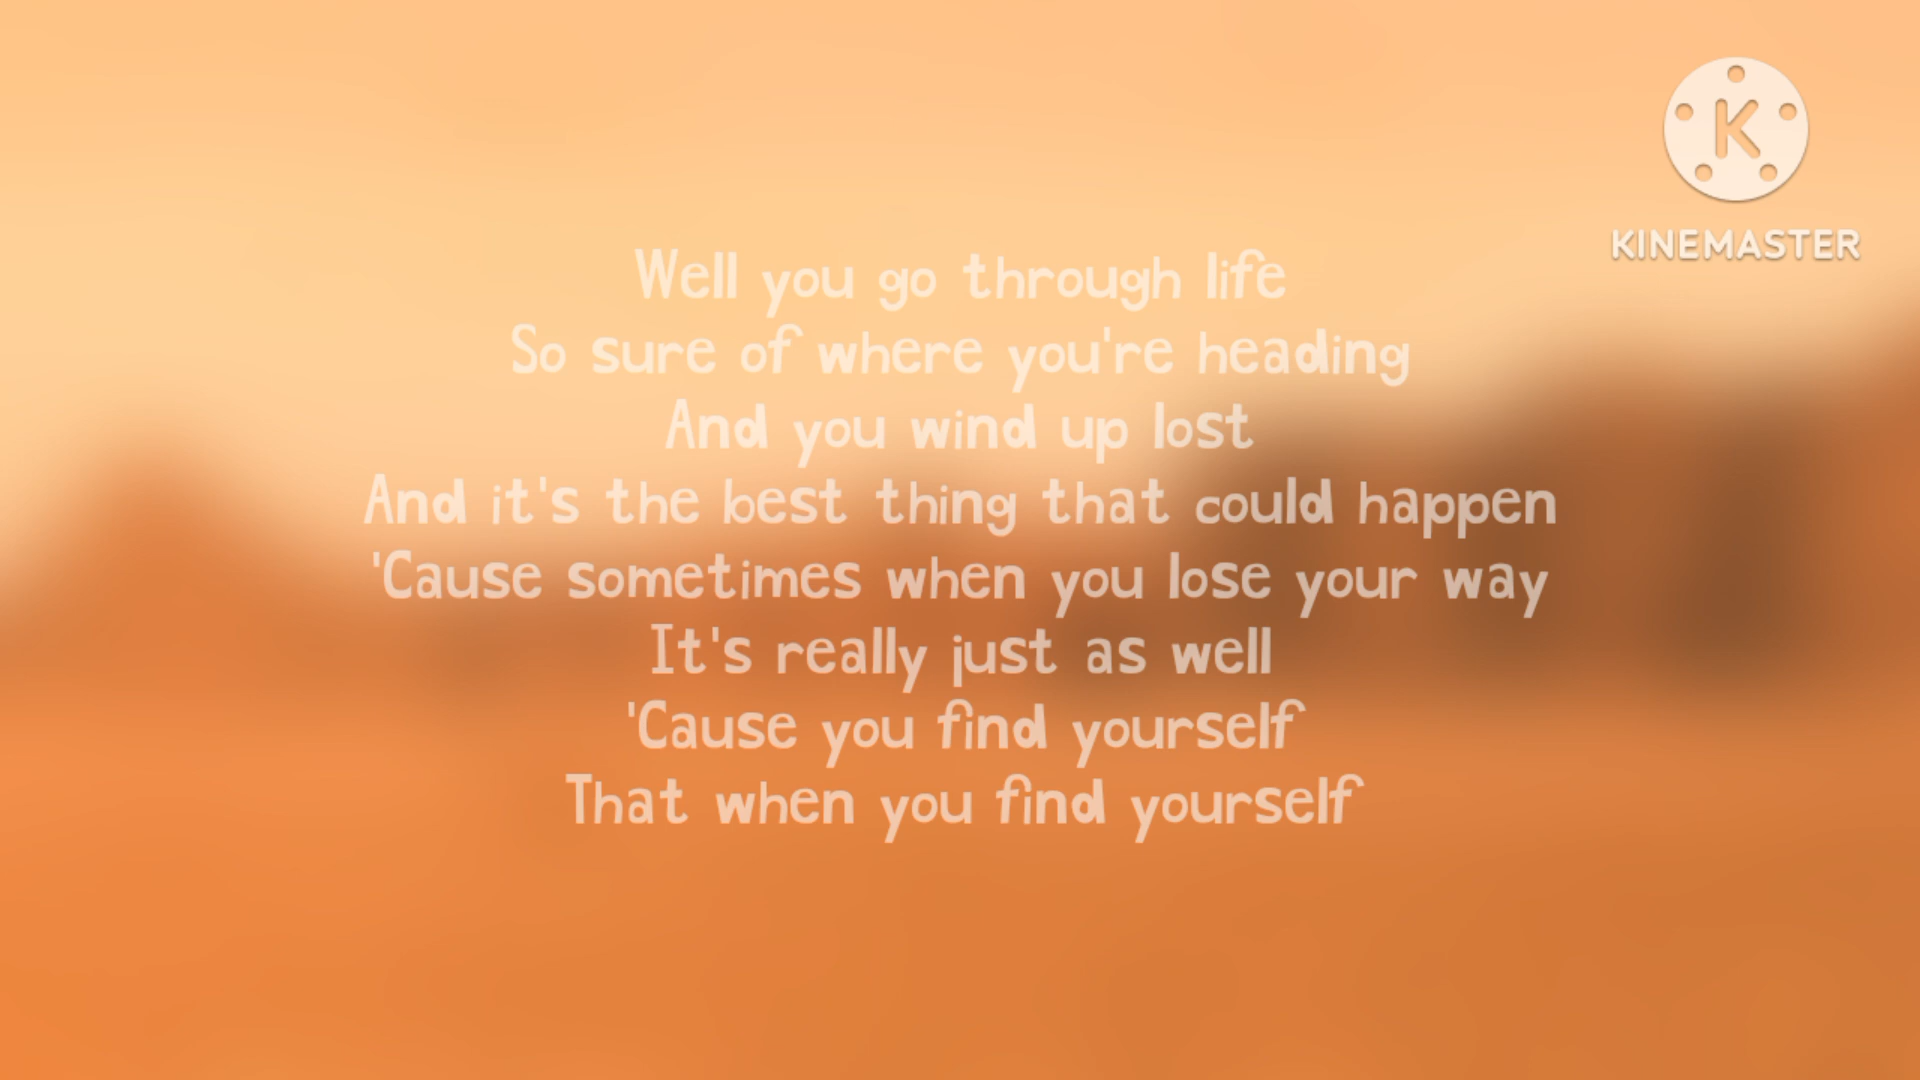 K
KINEMASTER
Well you go through life
So sure of where you're heading
And you wind up lost
And it's the best thing that could happen
'Cause sometimes when you lose your way
It's really just as well
'Cause you find yourself
That when you find yourself